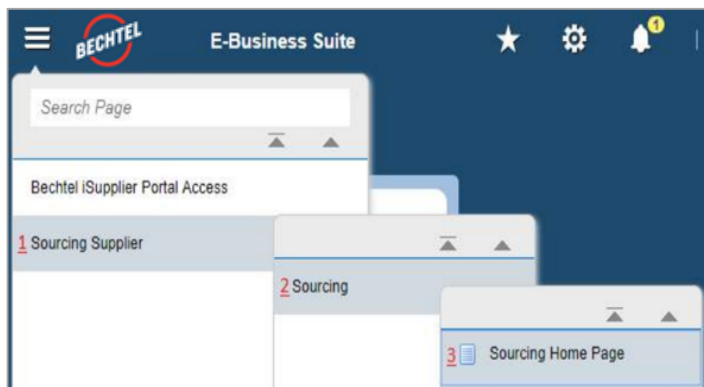 BECHTEL E-Business Suite 1
Search Page
Bechtel iSupplier Portal Access
1 Sourcing Supplier
2 Sourcing
3 Sourcing Home Page